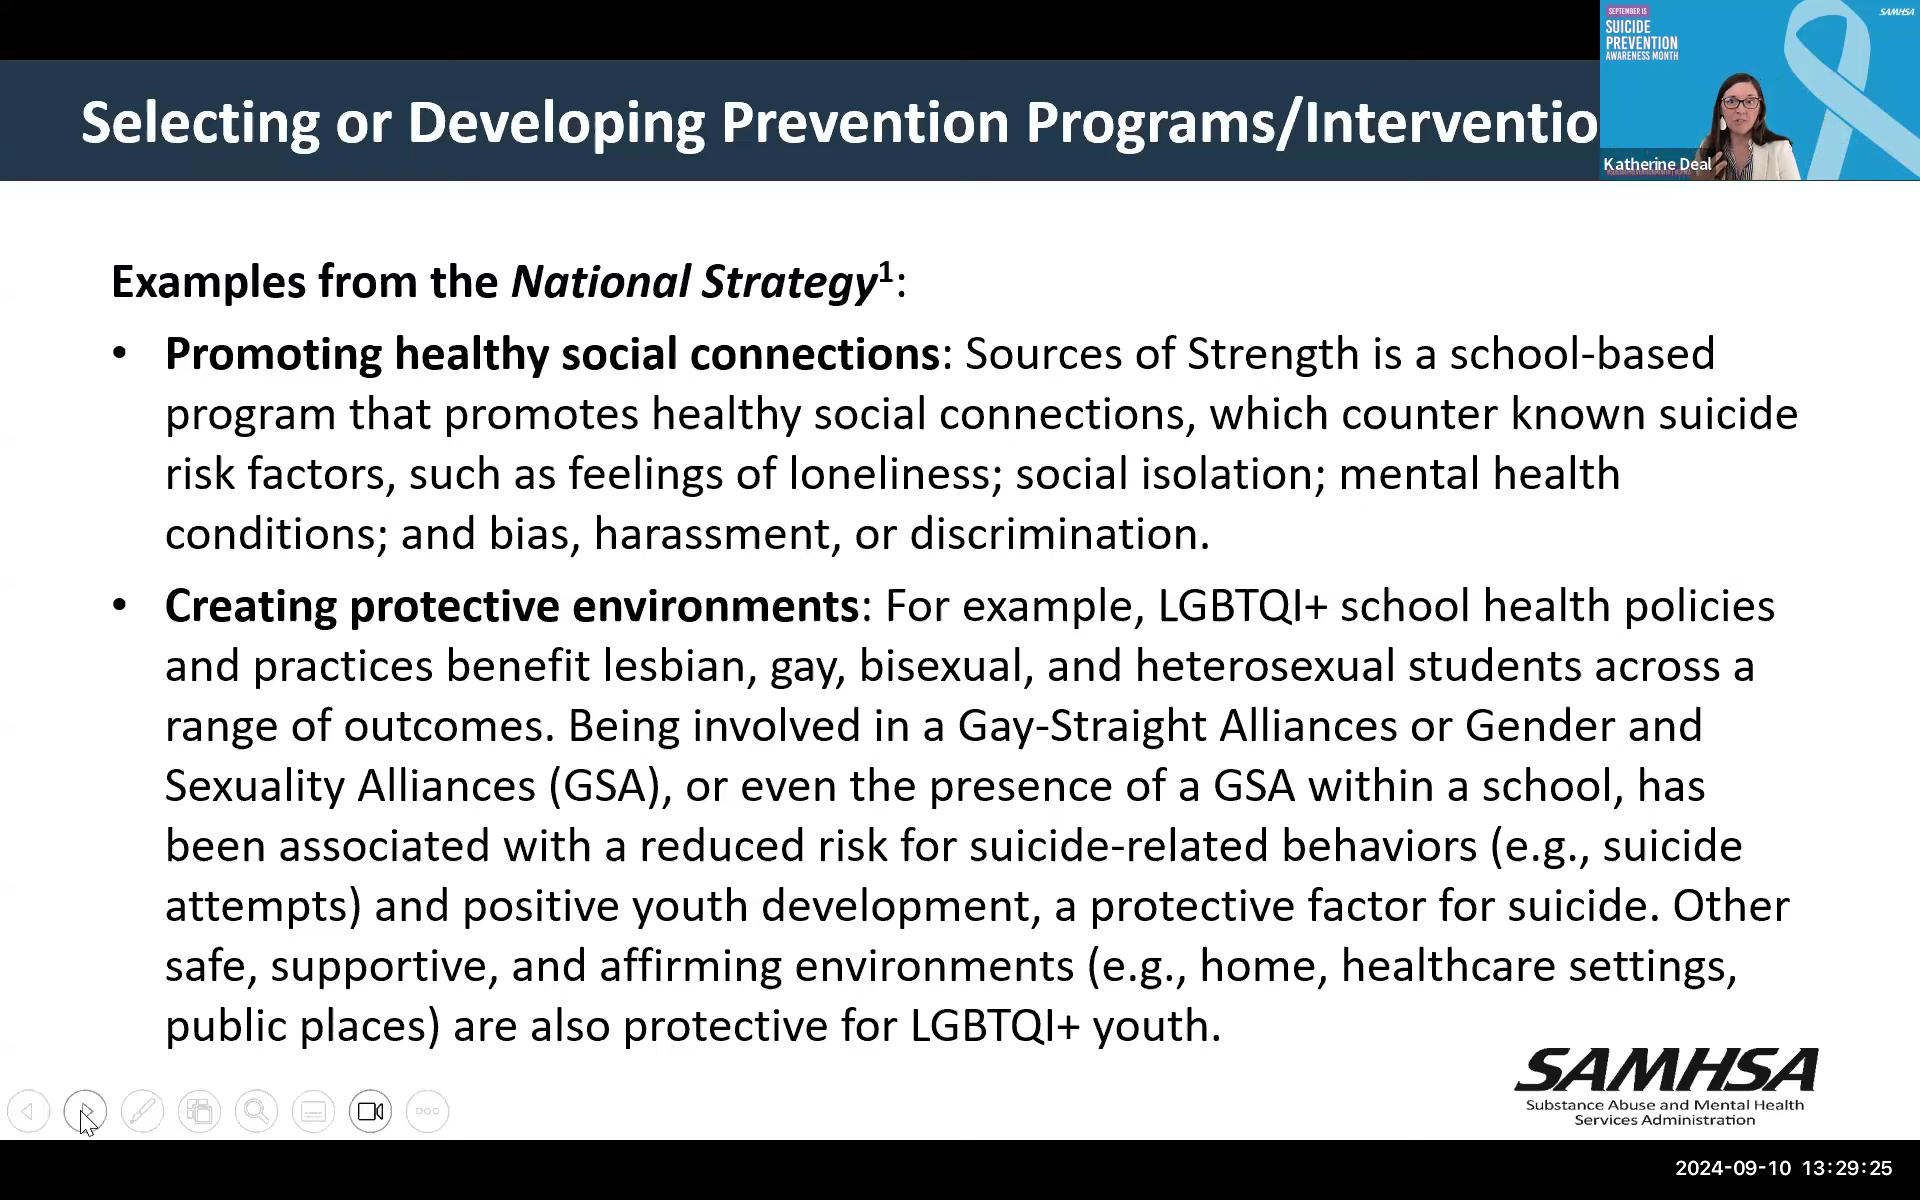 SEPTEMBER IS
SUICIDE
PREVENTION
AWARENESS MONTH
SAMHSA
Selecting or Developing Prevention Programs/Interventio
Katherine Deal
Examples from the National Strategy1:
• Promoting healthy social connections: Sources of Strength is a school-based
program that promotes healthy social connections, which counter known suicide
risk factors, such as feelings of loneliness; social isolation; mental health
conditions; and bias, harassment, or discrimination.
• Creating protective environments: For example, LGBTQI+ school health policies
and practices benefit lesbian, gay, bisexual, and heterosexual students across a
range of outcomes. Being involved in a Gay-Straight Alliances or Gender and
Sexuality Alliances (GSA), or even the presence of a GSA within a school, has
been associated with a reduced risk for suicide-related behaviors (e.g., suicide
attempts) and positive youth development, a protective factor for suicide. Other
safe, supportive, and affirming environments (e.g., home, healthcare settings,
public places) are also protective for LGBTQI+ youth.
SAMHSA
Substance Abuse and Mental Health
Services Administration
2024-09-10 13:29:25